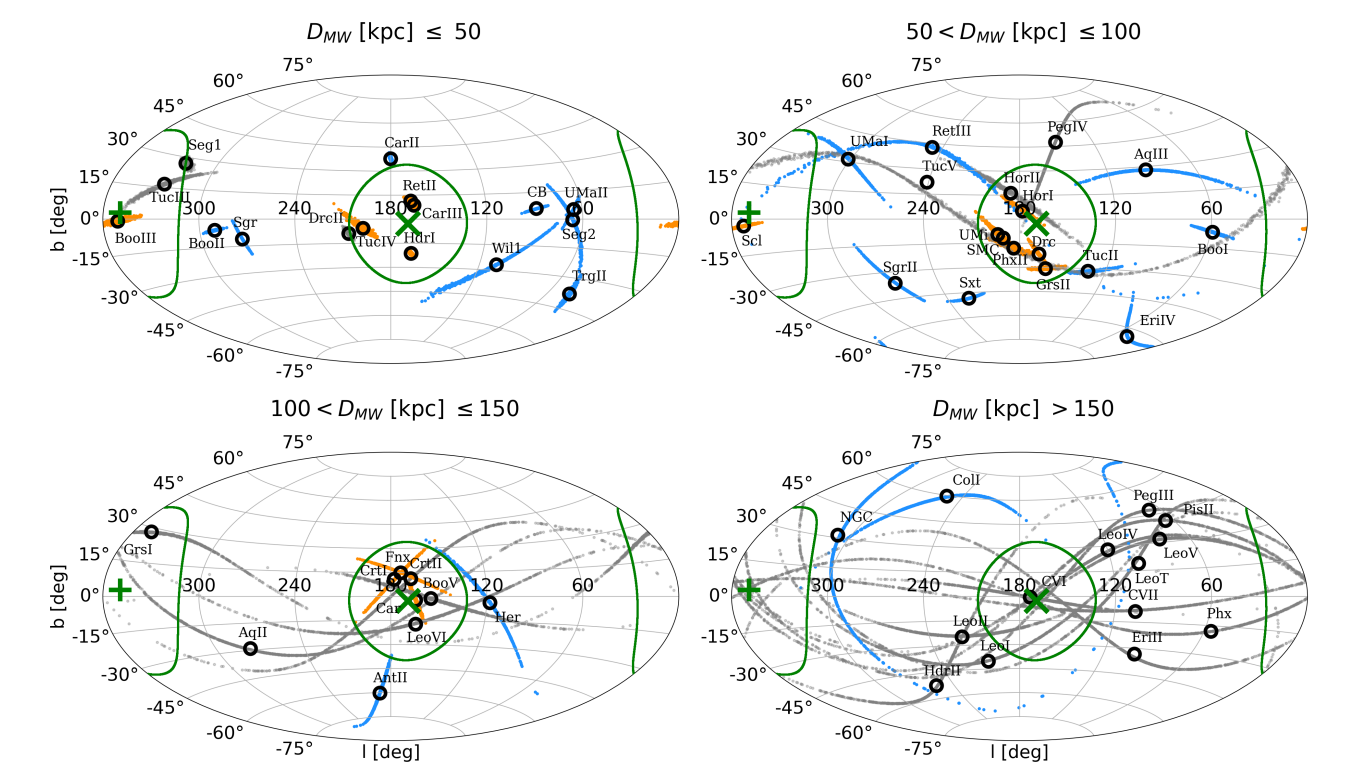 D_MW [kpc] ≤ 50
75°
60°
45°
30°
15°
0°
-15°
-30°
-45°
-60°
-75°
b [deg]
300
240
180
120
60
Seg1
TucIII
BooIII
BooII
Sgr
CarII
RetII
CarIII
DrcII
TucIV
HdrI
CB
UMaII
Seg2
Wil1
TrgII
50 < D_MW [kpc] ≤ 100
75°
60°
45°
30°
15°
0°
-15°
-30°
-45°
-60°
-75°
300
180
120
60
UMaI
RetIII
TucV
PegIV
AqIII
HorII
HorI
Scl
UMi
SMC
PhxII
Drc
GrsII
TucII
BooI
SgrII
Sxt
EriIV
100 < D_MW [kpc] ≤ 150
75°
60°
45°
30°
15°
0°
-15°
-30°
-45°
-60°
-75°
b [deg]
l [deg]
300
240
180
120
60
GrsI
Fnx
CrtI
CrtII
BooV
Car
LeoVI
Her
AqII
AntII
D_MW [kpc] > 150
75°
60°
45°
30°
15°
0°
-15°
-30°
-45°
-60°
-75°
l [deg]
300
240
180
120
60
ColI
NGC
PegIII
PisII
LeoIV
LeoV
LeoT
CVI
CVII
Phx
EriII
LeoII
LeoI
HdrII